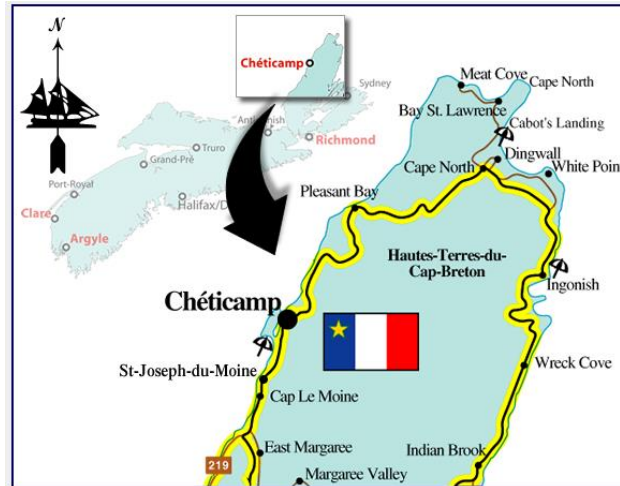 N
Chéticamp
Sydney
Truro
Richmond
Grand-Pré
Port-Royal
Clare
Argyle
Meat Cove
Cape North
Bay St. Lawrence
Cabot's Landing
Dingwall
Cape North
White Poin
Pleasant Bay
Hautes-Terres-du-
Cap-Breton
Ingonish
Chéticamp
Wreck Cove
St-Joseph-du-Moine
Cap Le Moine
East Margaree
219
Margaree Valley
Indian Brook